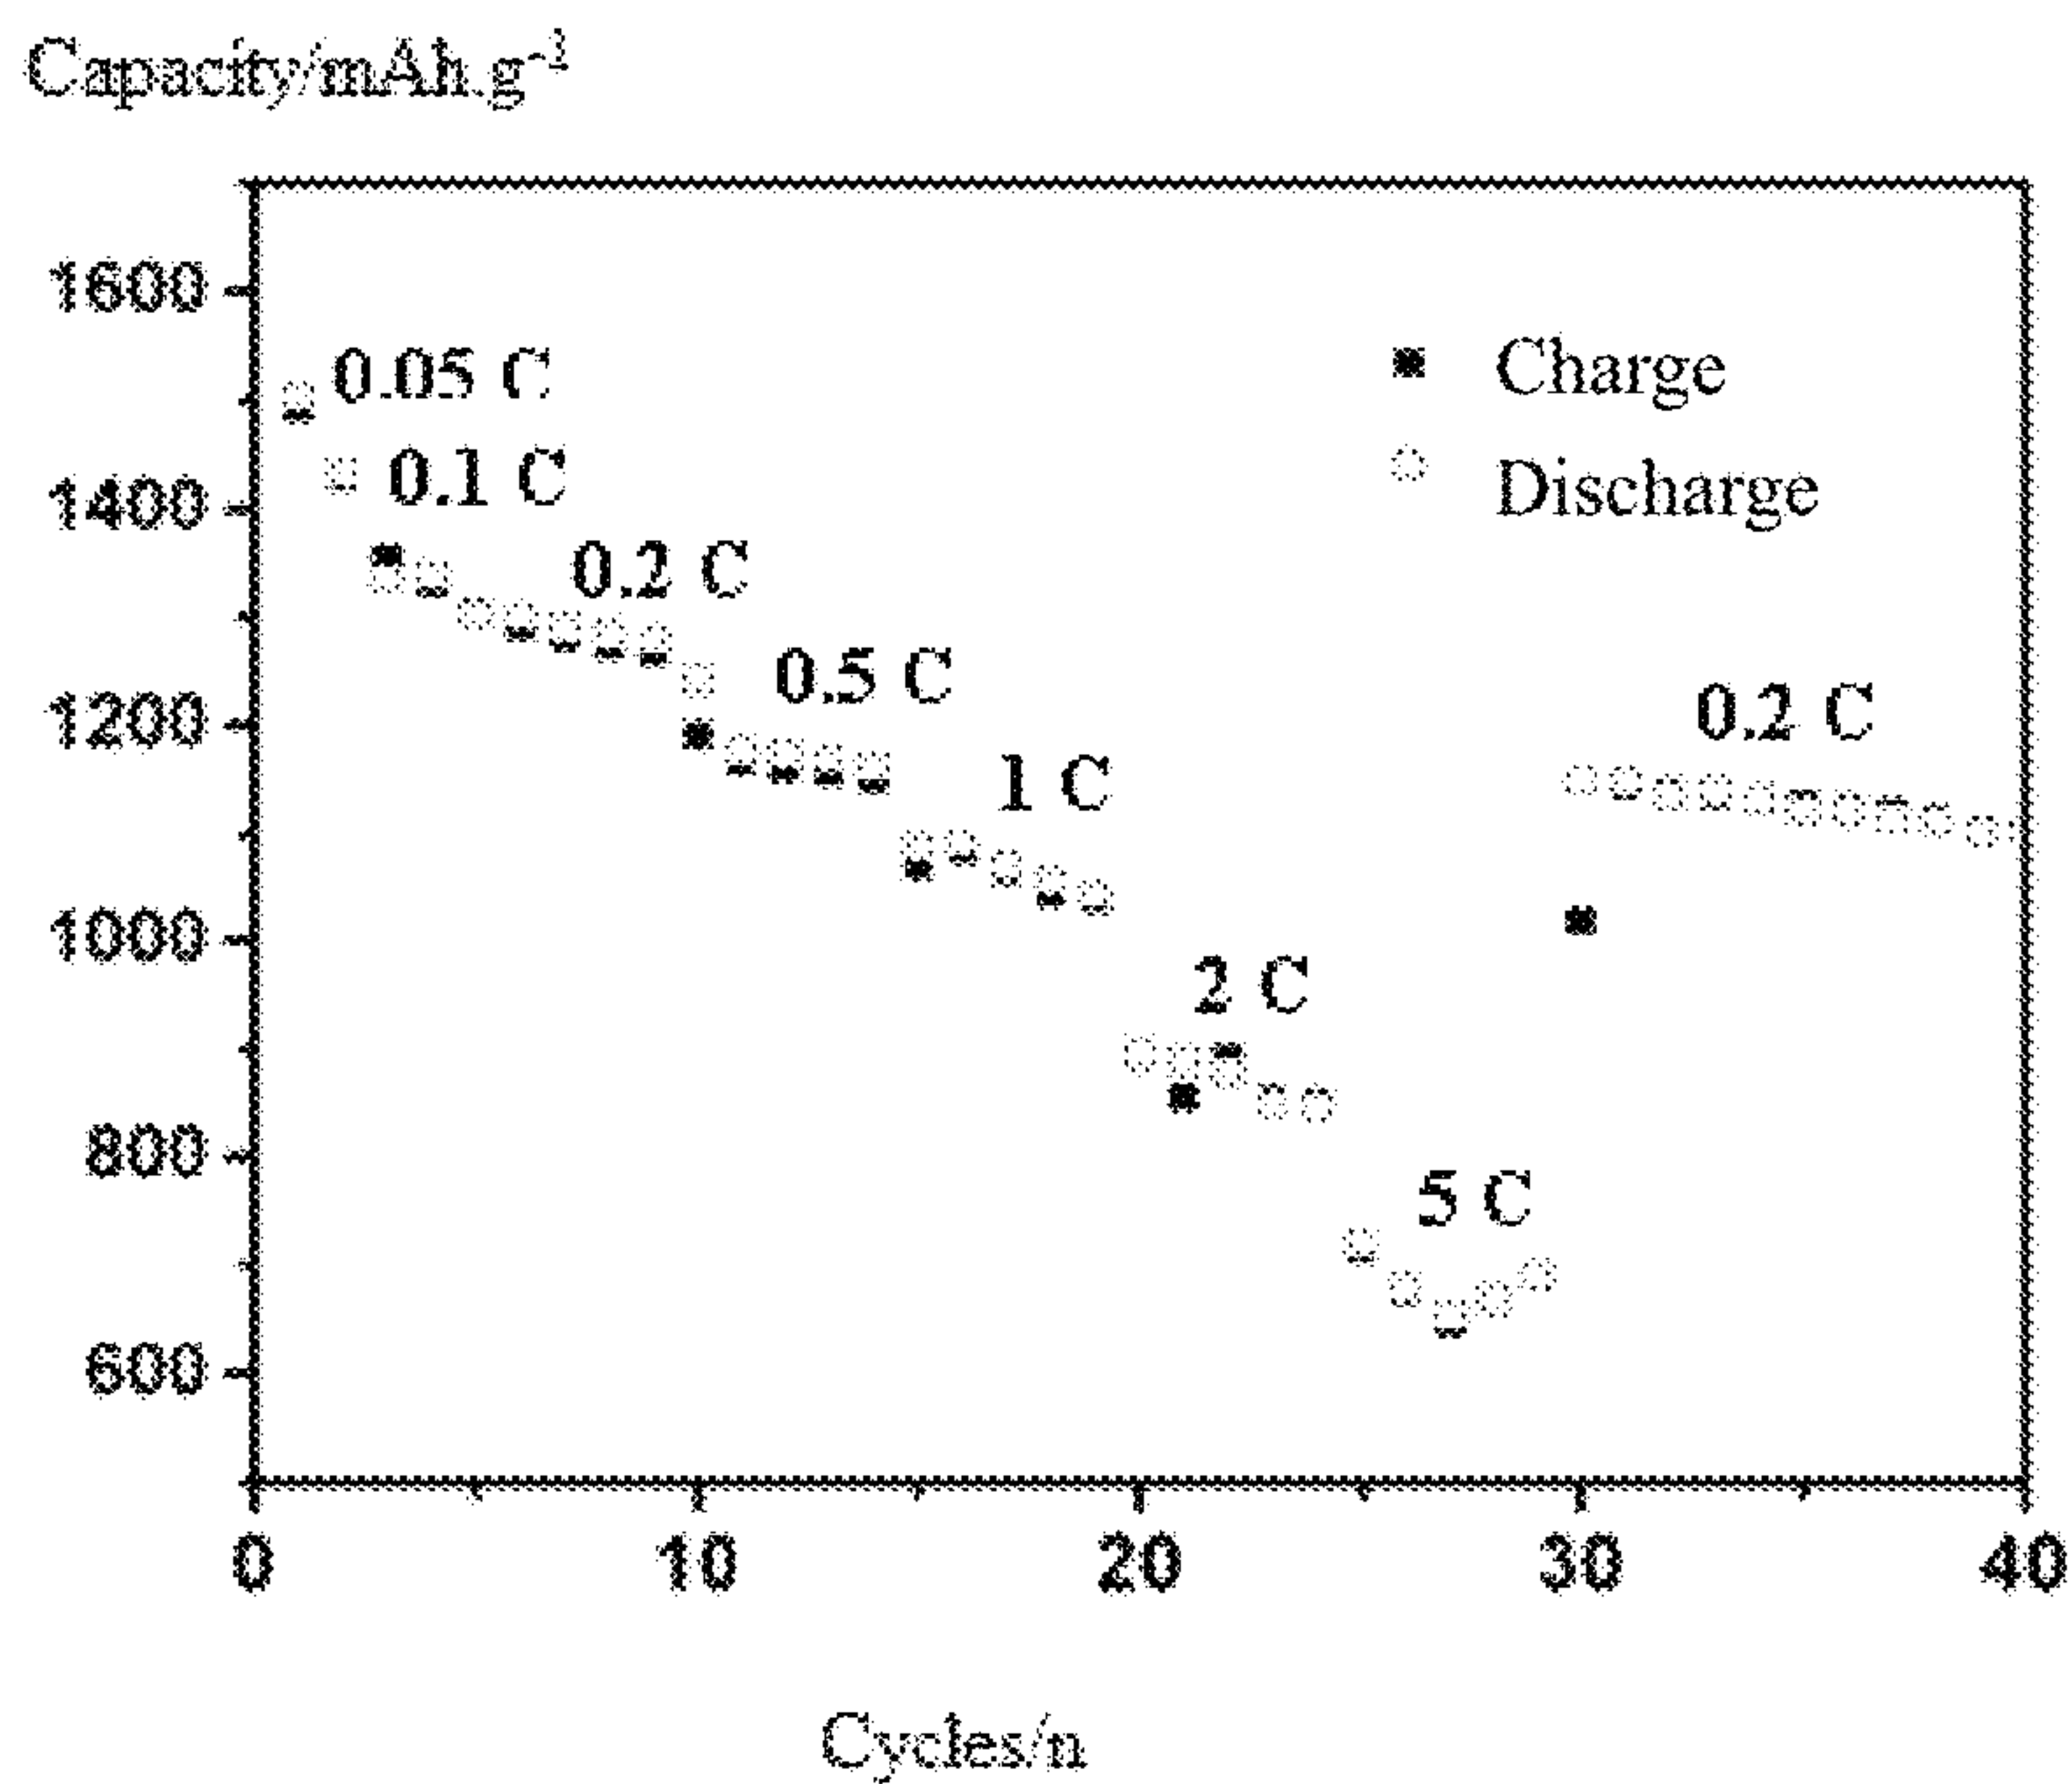 Capacity/mAh.g⁻¹
1600
0.05 C
Charge
0.1 C
Discharge
1400
0.2 C
0.5 C
1200
0.2 C
1 C
1000
2 C
800
5 C
600
0 10 20 30 40
Cycles/n